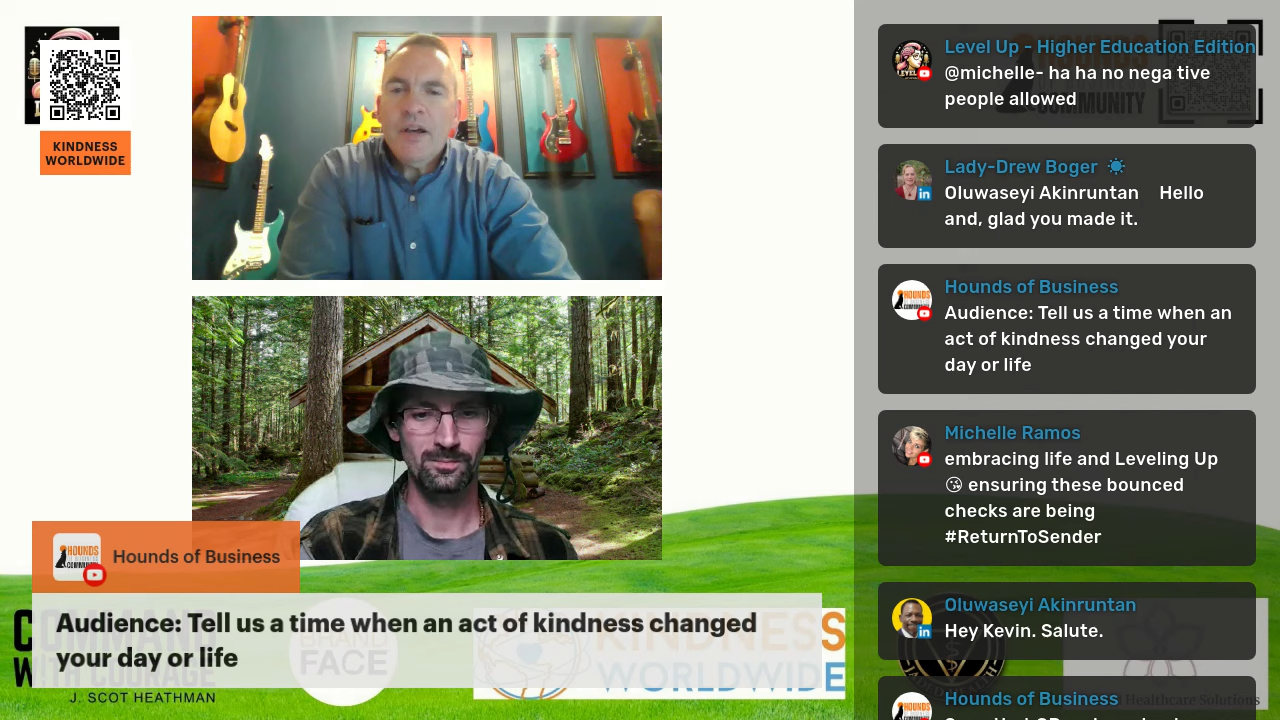 KINDNESS
WORLDWIDE
Hounds of Business
Audience: Tell us a time when an act of kindness changed
your day or life
BRAND
FACE
KINDNESS
WORLDWIDE
J. SCOT HEATHMAN
Level Up - Higher Education Edition
@michelle- ha ha no nega tive
people allowed
COMMUNITY
Lady-Drew Boger
Oluwaseyi Akinruntan Hello
and, glad you made it.
Hounds of Business
Audience: Tell us a time when an
act of kindness changed your
day or life
Michelle Ramos
embracing life and Leveling Up
😘 ensuring these bounced
checks are being
#ReturnToSender
Oluwaseyi Akinruntan
Hey Kevin. Salute.
Hounds of Business
Healthcare Solutions